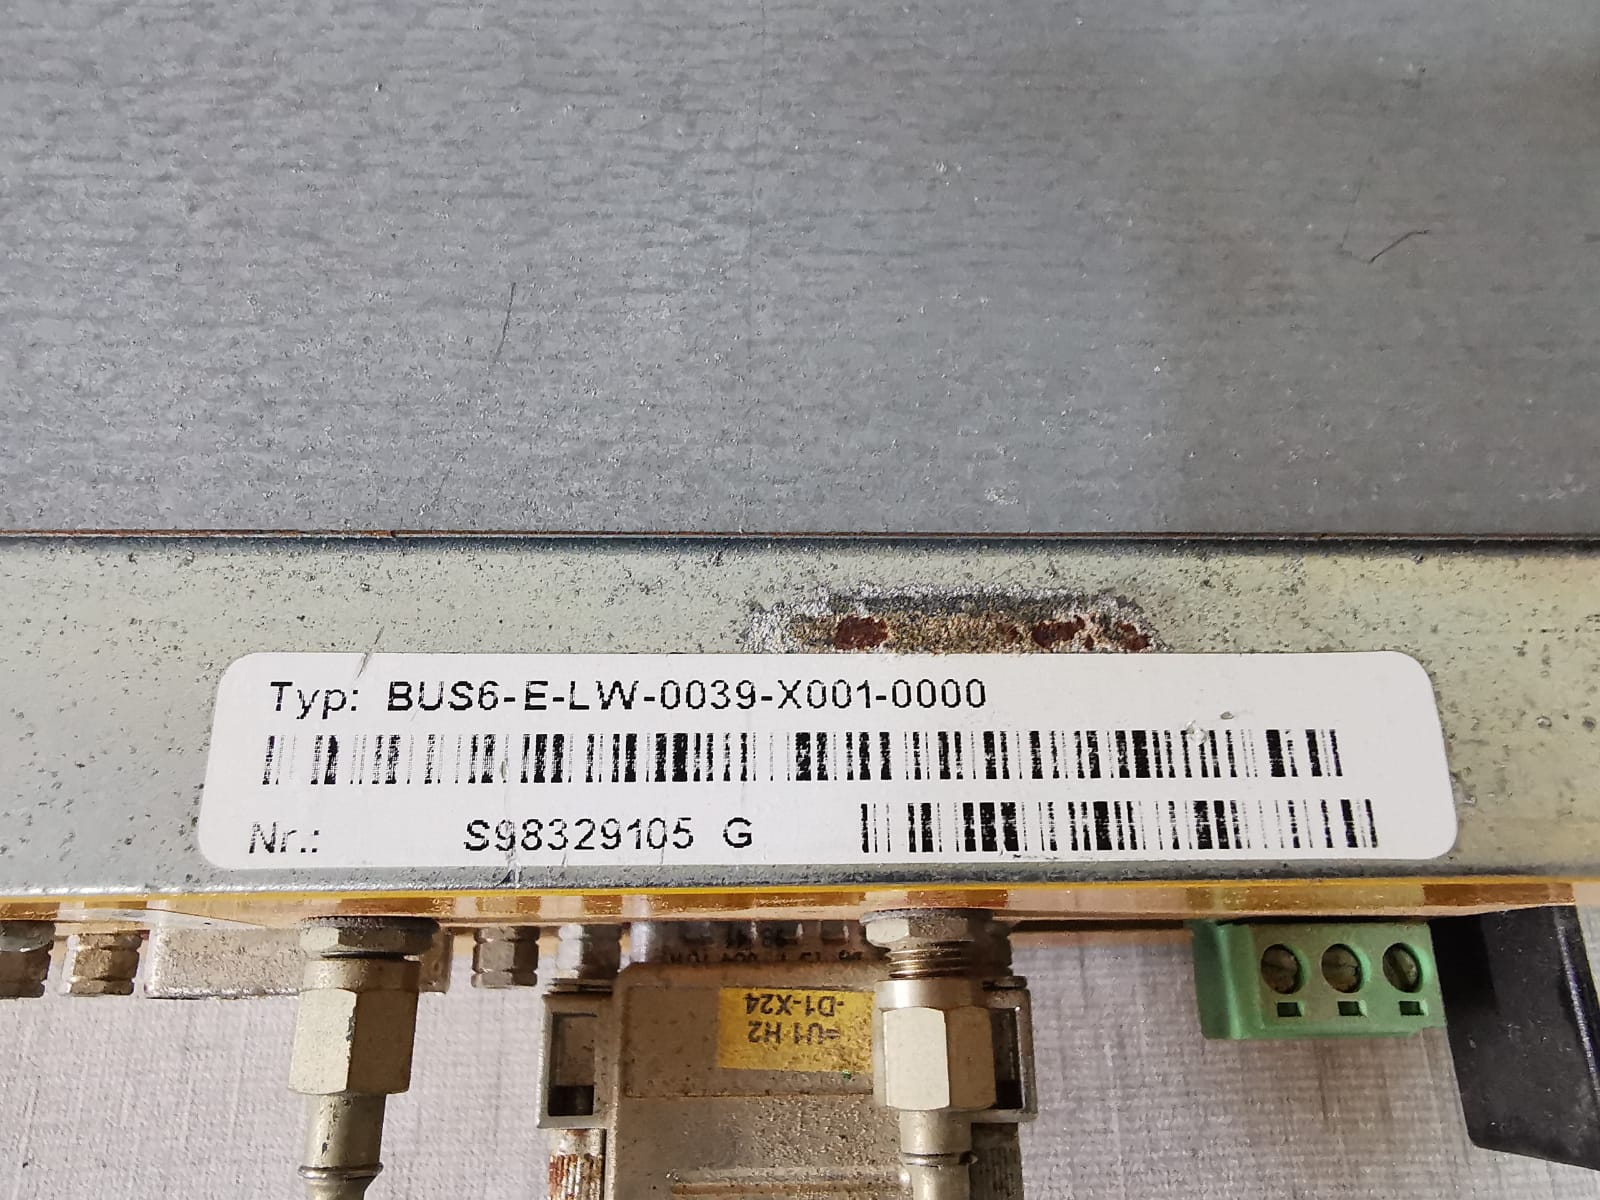 Typ: BUS6-E-LW-0039-X001-0000
Nr.: S98329105 G
=U1 H2
-D1-X24